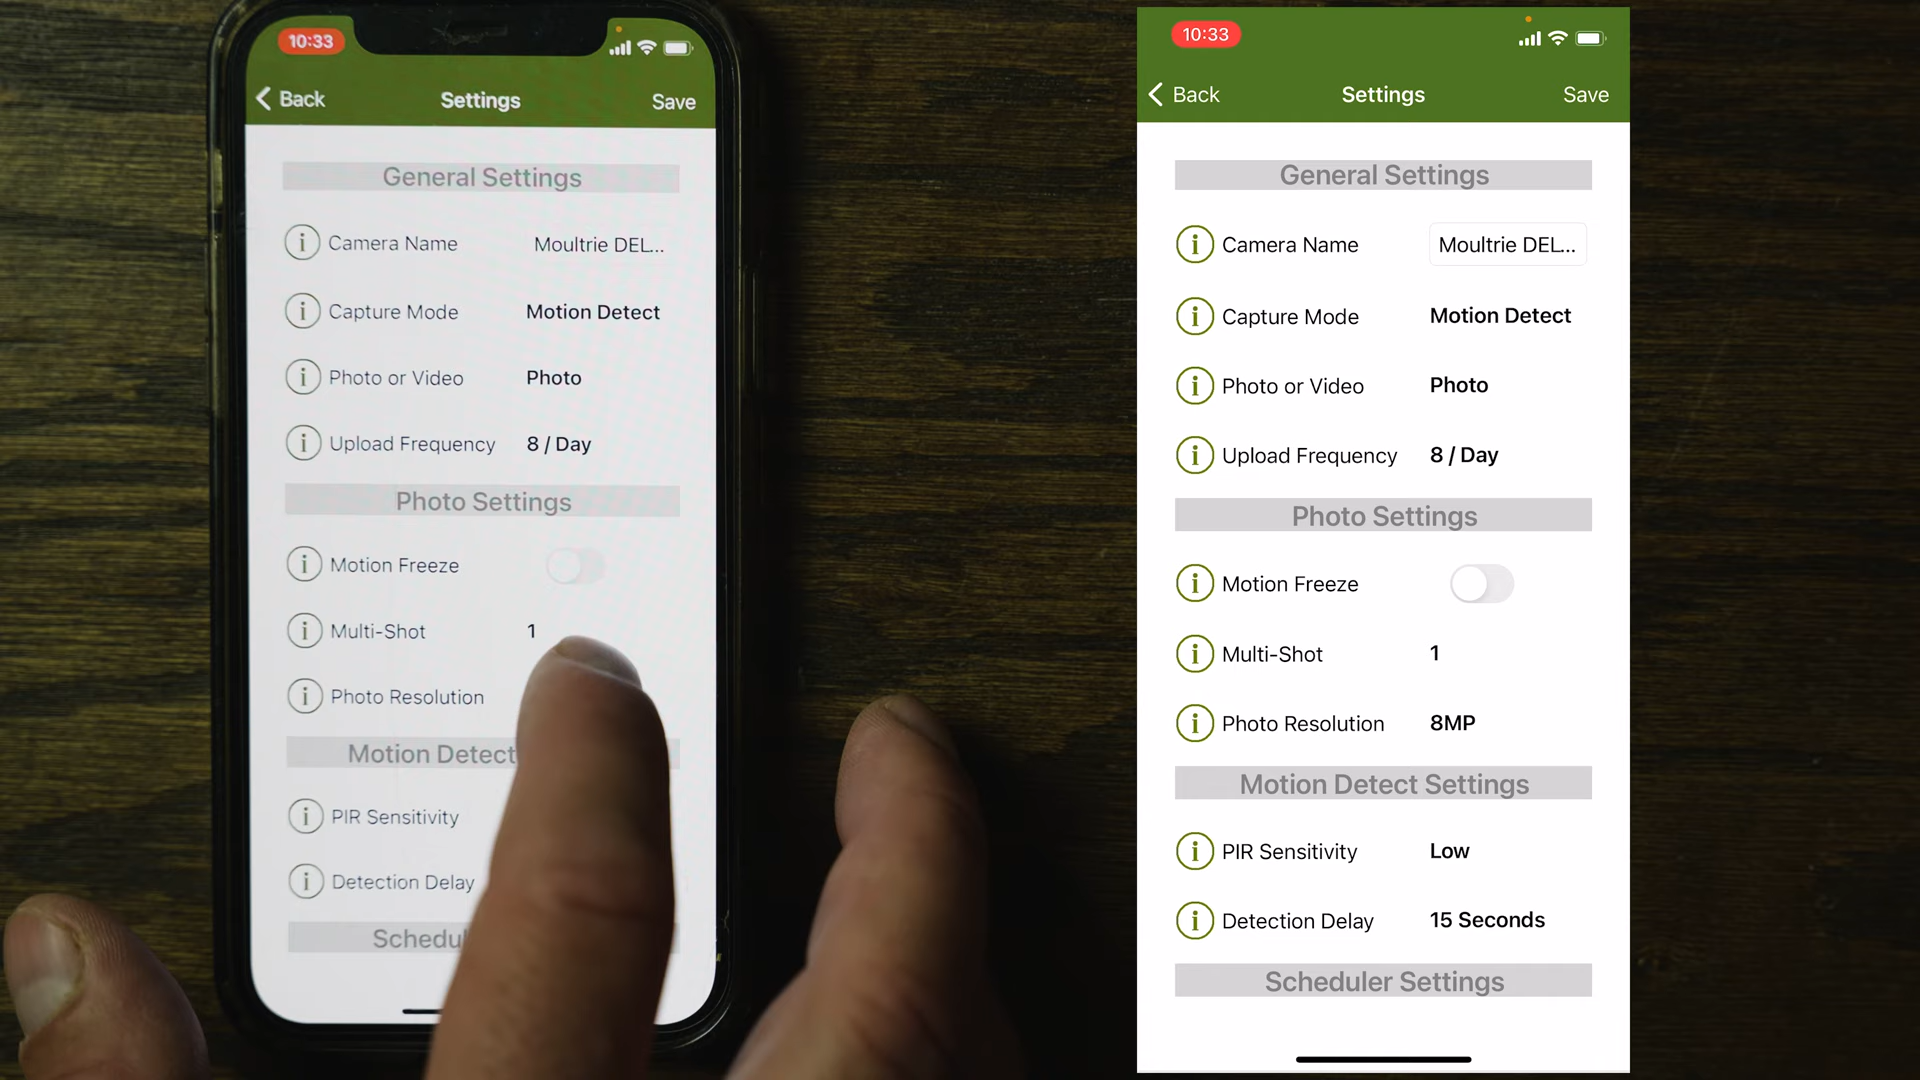 10:33
Back Settings Save
General Settings
Camera Name Moultrie DEL...
Capture Mode Motion Detect
Photo or Video Photo
Upload Frequency 8 / Day
Photo Settings
Motion Freeze
Multi-Shot 1
Photo Resolution
Motion Detect
PIR Sensitivity
Detection Delay
Schedul
10:33
Back Settings Save
General Settings
Camera Name Moultrie DEL...
Capture Mode Motion Detect
Photo or Video Photo
Upload Frequency 8 / Day
Photo Settings
Motion Freeze
Multi-Shot 1
Photo Resolution 8MP
Motion Detect Settings
PIR Sensitivity Low
Detection Delay 15 Seconds
Scheduler Settings